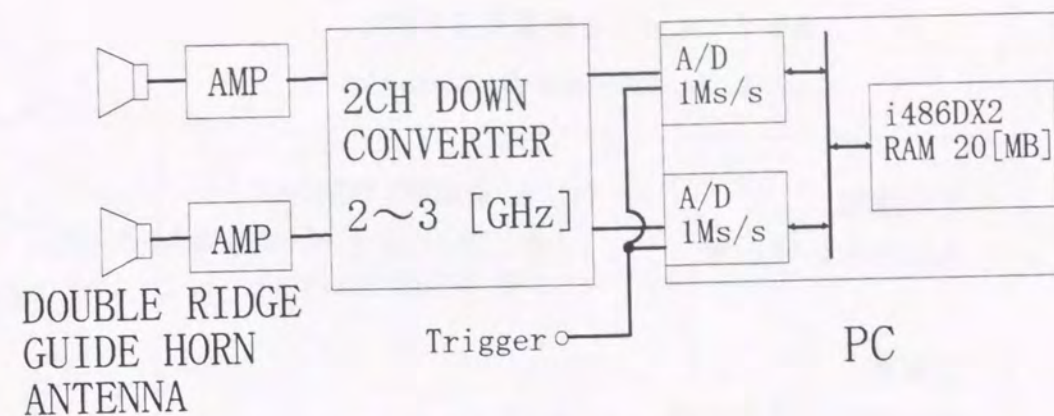 AMP
2CH DOWN
CONVERTER
2～3 [GHz]
A/D
1Ms/s
i486DX2
RAM 20[MB]
AMP
A/D
1Ms/s
DOUBLE RIDGE
GUIDE HORN
ANTENNA
Trigger
PC